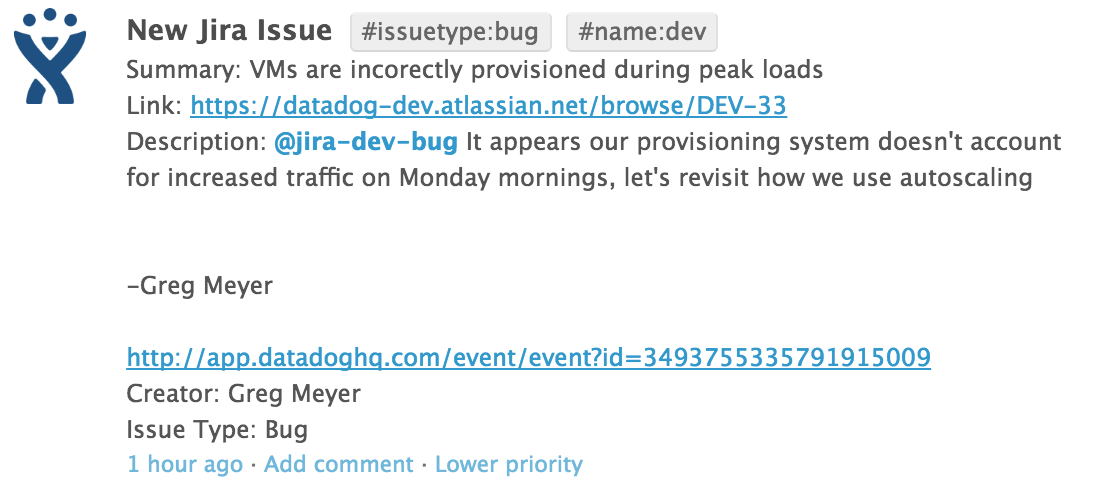 New Jira Issue #issuetype:bug #name:dev
Summary: VMs are incorectly provisioned during peak loads
Link: https://datadog-dev.atlassian.net/browse/DEV-33
Description: @jira-dev-bug It appears our provisioning system doesn't account
for increased traffic on Monday mornings, let's revisit how we use autoscaling
-Greg Meyer
http://app.datadoghq.com/event/event?id=3493755335791915009
Creator: Greg Meyer
Issue Type: Bug
1 hour ago · Add comment · Lower priority